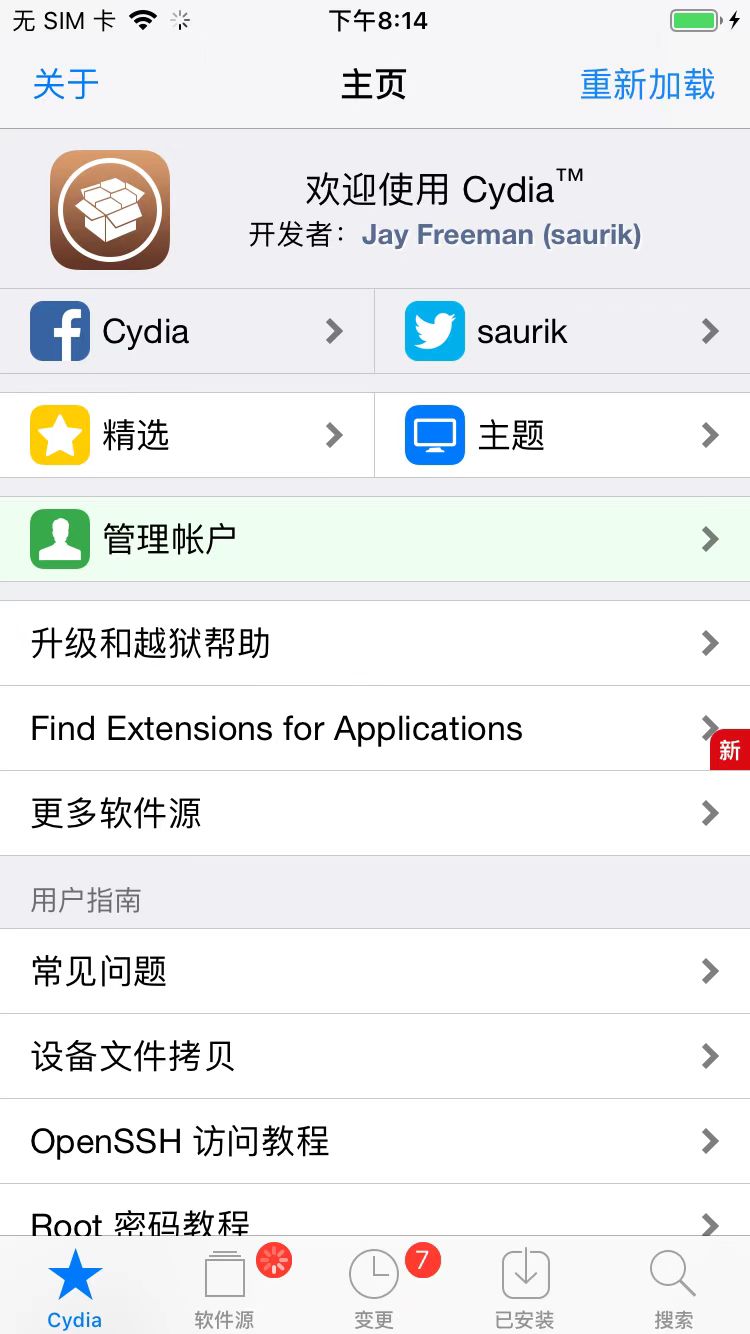 无 SIM 卡 下午8:14
关于 主页 重新加载
欢迎使用 Cydia™
开发者：Jay Freeman (saurik)
Cydia saurik
精选 主题
管理帐户
升级和越狱帮助
Find Extensions for Applications
新
更多软件源
用户指南
常见问题
设备文件拷贝
OpenSSH 访问教程
Root 密码教程
7
Cydia 软件源 变更 已安装 搜索